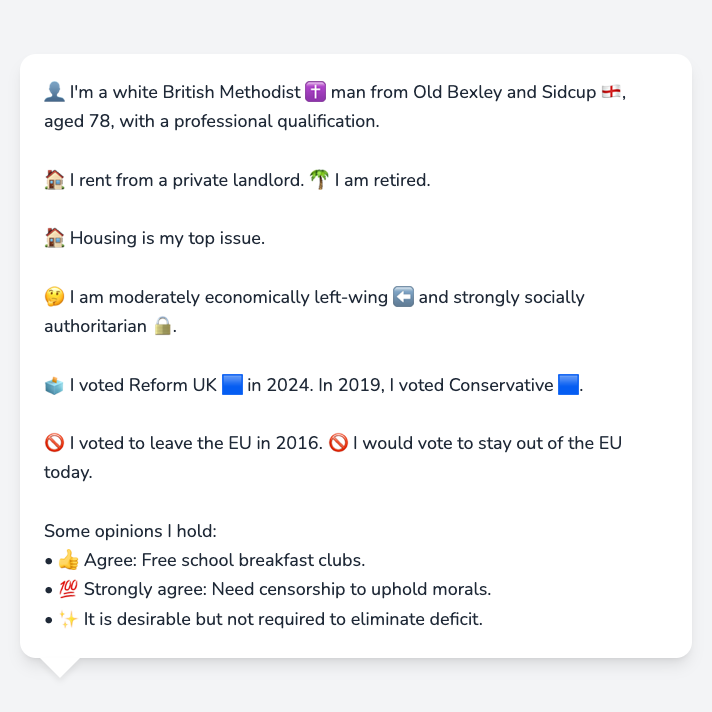 👤 I'm a white British Methodist ✝️ man from Old Bexley and Sidcup 🏴󠁧󠁢󠁥󠁮󠁧󠁿,
aged 78, with a professional qualification.
🏠 I rent from a private landlord. 🌴 I am retired.
🏠 Housing is my top issue.
🤔 I am moderately economically left-wing ⬅️ and strongly socially
authoritarian 🔒.
🗳️ I voted Reform UK 🟦 in 2024. In 2019, I voted Conservative 🟦.
🚫 I voted to leave the EU in 2016. 🚫 I would vote to stay out of the EU
today.
Some opinions I hold:
• 👍 Agree: Free school breakfast clubs.
• 💯 Strongly agree: Need censorship to uphold morals.
• ✨ It is desirable but not required to eliminate deficit.